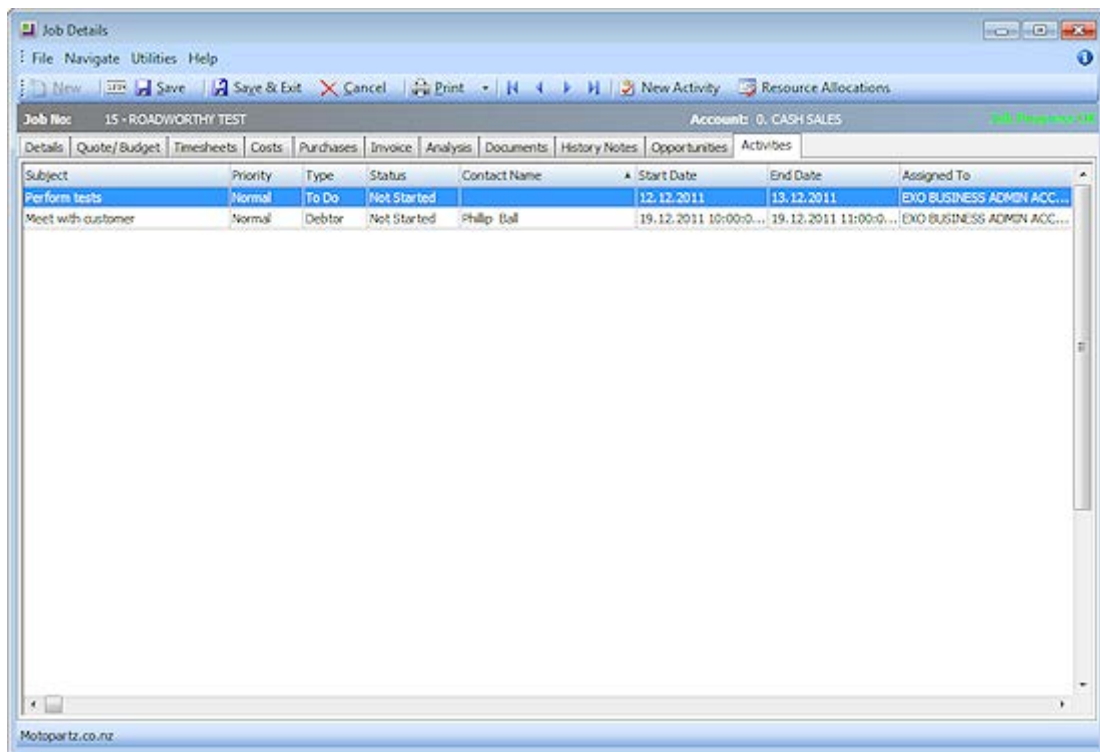 Job Details
File Navigate Utilities Help
New Save Save & Exit Cancel Print New Activity Resource Allocations
Job No: 15 - ROADWORTHY TEST Account: 0. CASH SALES
Details Quote/Budget Timesheets Costs Purchases Invoice Analysis Documents History Notes Opportunities Activities
Subject Priority Type Status Contact Name Start Date End Date Assigned To
Perform tests Normal To Do Not Started 12.12.2011 13.12.2011 EXO BUSINESS ADMIN ACC...
Meet with customer Normal Debtor Not Started Phillip Ball 19.12.2011 10:00:0... 19.12.2011 11:00:0... EXO BUSINESS ADMIN ACC...
Motopartz.co.nz